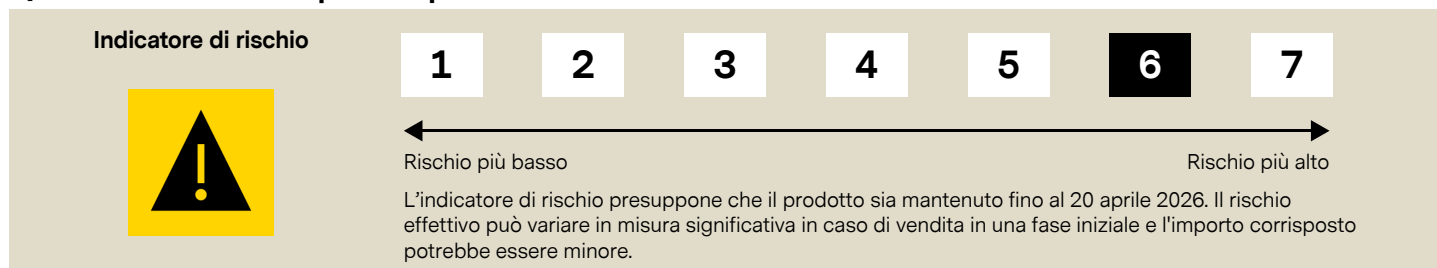 Indicatore di rischio
1 2 3 4 5 6 7
Rischio più basso Rischio più alto
L'indicatore di rischio presuppone che il prodotto sia mantenuto fino al 20 aprile 2026. Il rischio
effettivo può variare in misura significativa in caso di vendita in una fase iniziale e l'importo corrisposto
potrebbe essere minore.